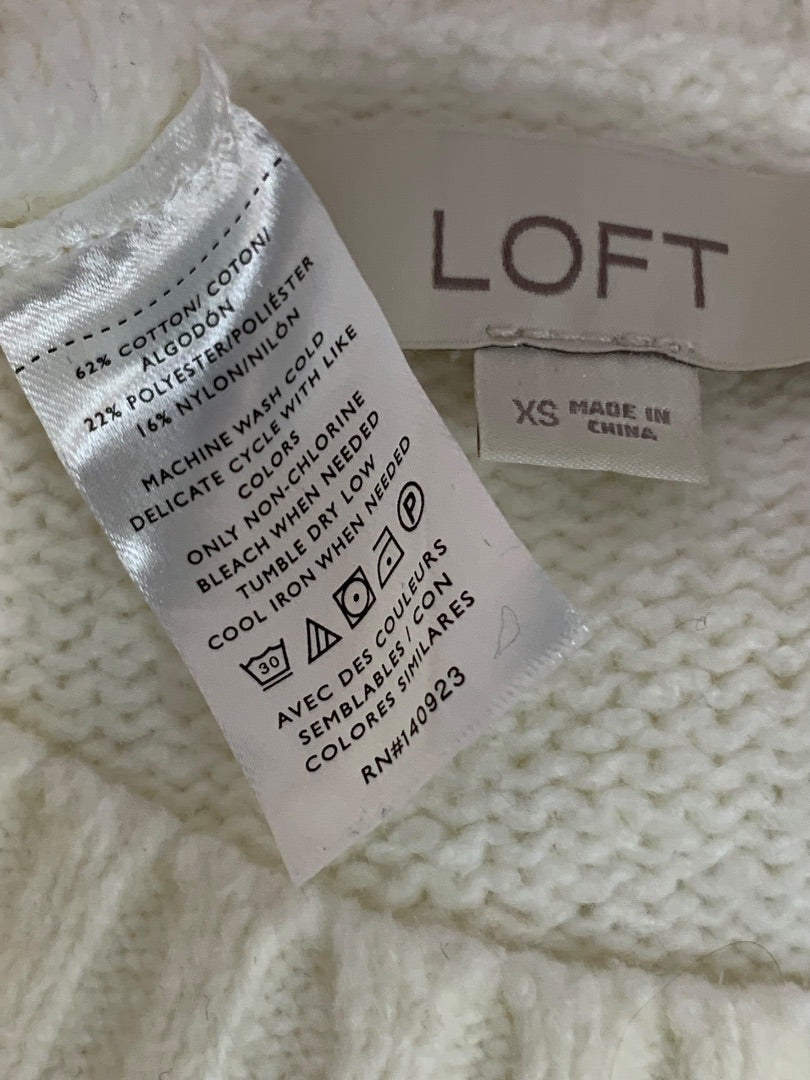 LOFT
XS MADE IN
CHINA
62% COTTON/ COTON/
ALGODÓN
22% POLYESTER/POLIÉSTER
16% NYLON/NILÓN
MACHINE WASH COLD
DELICATE CYCLE WITH LIKE
COLORS
ONLY NON-CHLORINE
BLEACH WHEN NEEDED
TUMBLE DRY LOW
COOL IRON WHEN NEEDED
30 P
AVEC DES COULEURS
SEMBLABLES / CON
COLORES SIMILARES
RN#140923